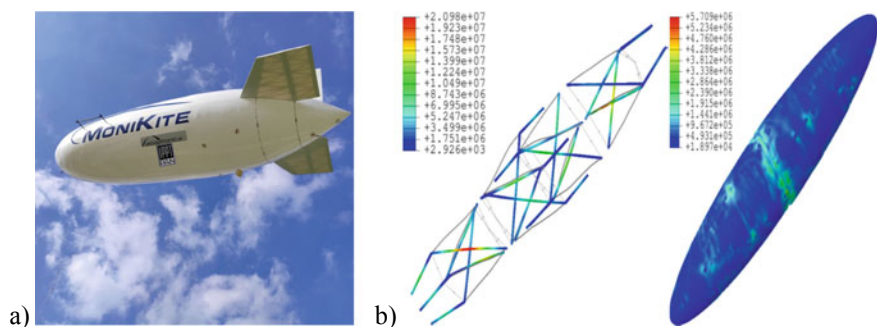 MONIKITE
+2.098e+07
+1.923e+07
+1.748e+07
+1.573e+07
+1.399e+07
+1.224e+07
+1.049e+07
+8.743e+06
+6.995e+06
+5.247e+06
+3.499e+06
+1.751e+06
+2.926e+03
+5.709e+06
+5.234e+06
+4.760e+06
+4.286e+06
+3.812e+06
+3.338e+06
+2.864e+06
+2.390e+06
+1.915e+06
+1.441e+06
+9.672e+05
+4.931e+05
+1.897e+04
a)
b)